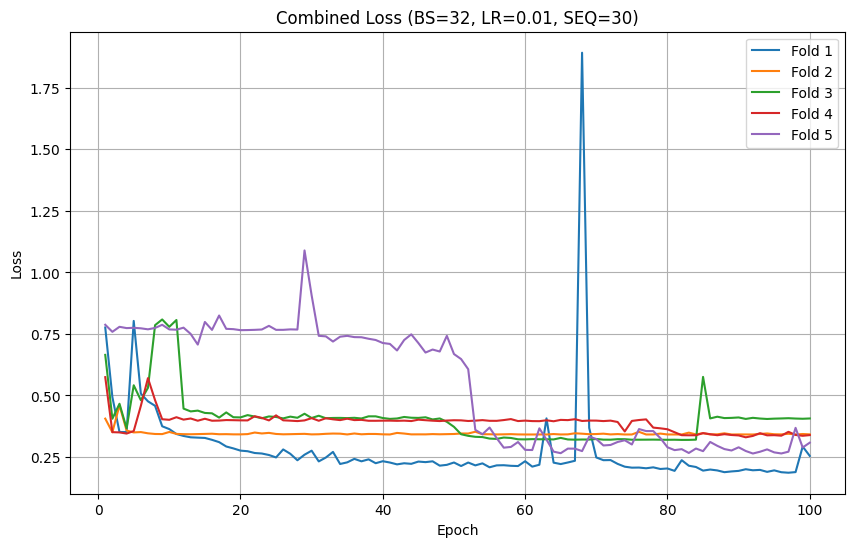 Combined Loss (BS=32, LR=0.01, SEQ=30)
Fold 1
Fold 2
Fold 3
Fold 4
Fold 5
Loss
1.75
1.50
1.25
1.00
0.75
0.50
0.25
0 20 40 60 80 100
Epoch